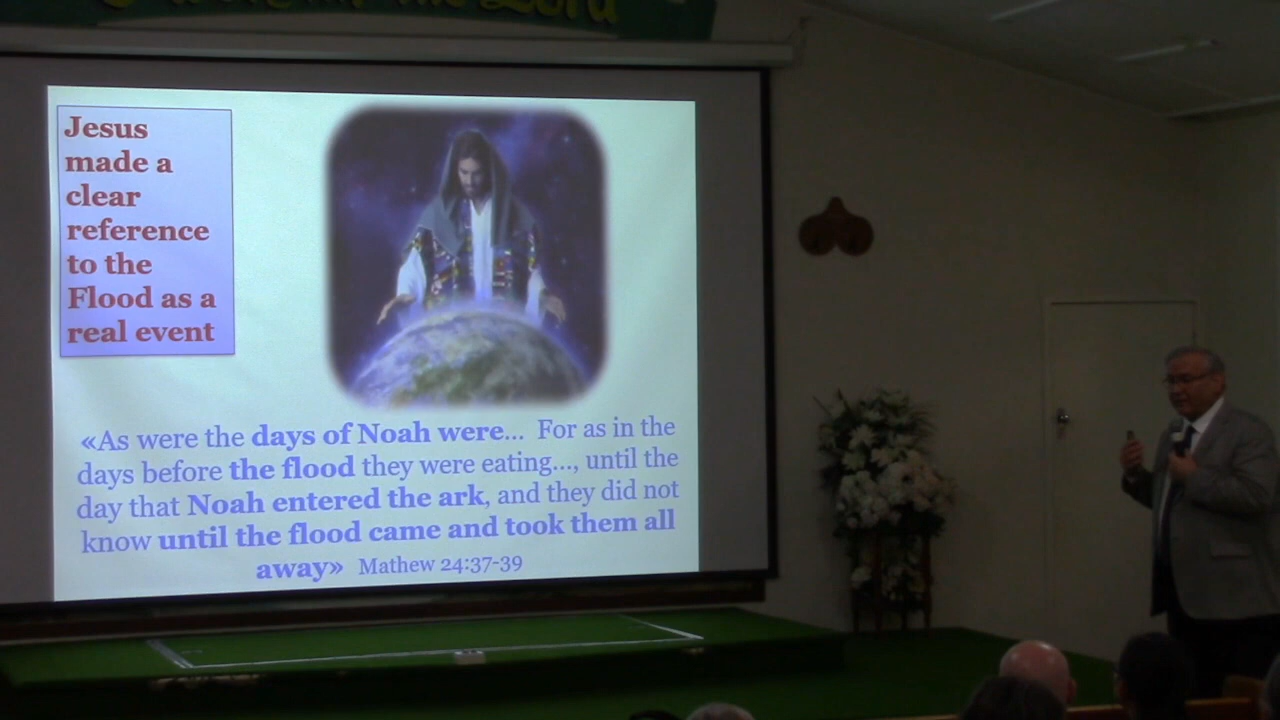 the Lord
Jesus
made a
clear
reference
to the
Flood as a
real event
«As were the days of Noah were... For as in the
days before the flood they were eating..., until the
day that Noah entered the ark, and they did not
know until the flood came and took them all
away» Mathew 24:37-39